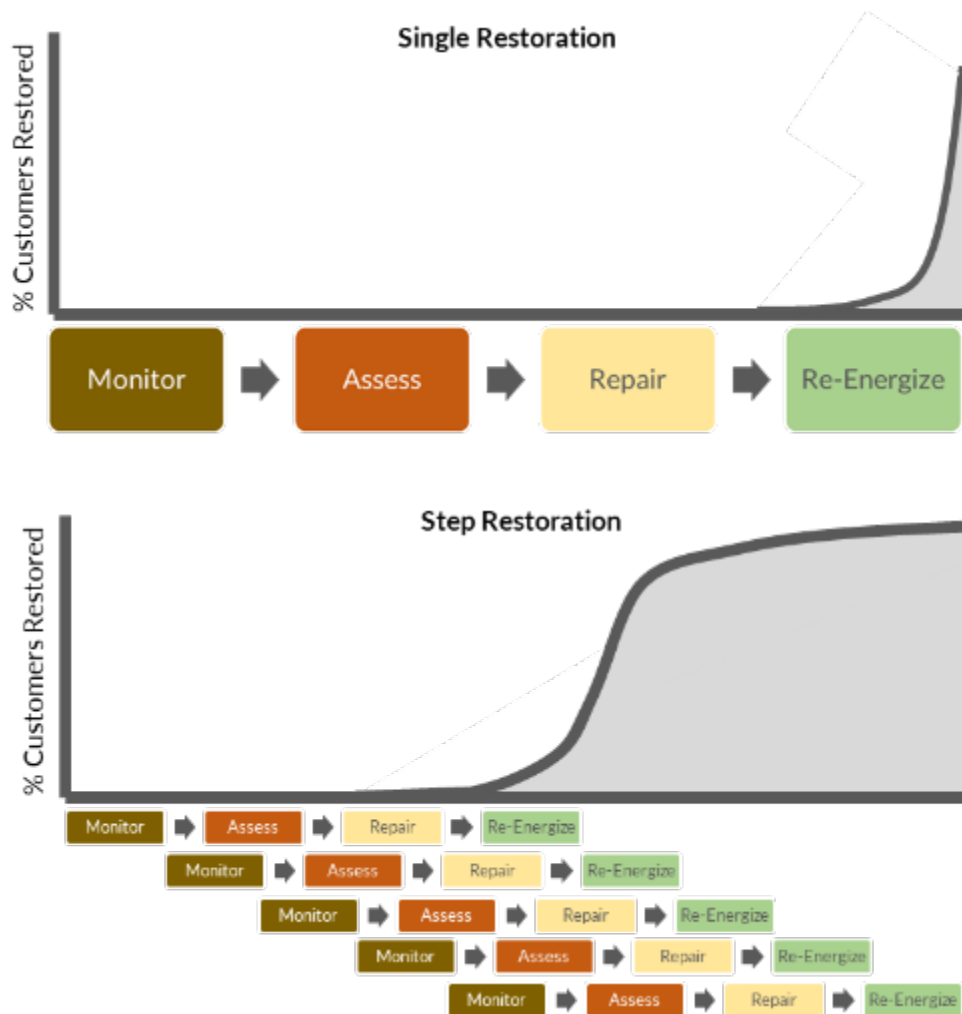 Single Restoration
% Customers Restored
Monitor Assess Repair Re-Energize
Step Restoration
% Customers Restored
Monitor Assess Repair Re-Energize
Monitor Assess Repair Re-Energize
Monitor Assess Repair Re-Energize
Monitor Assess Repair Re-Energize
Monitor Assess Repair Re-Energize